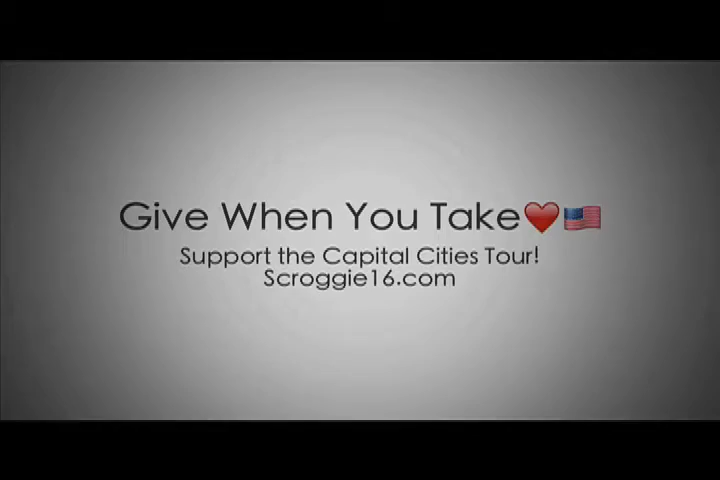 Give When You Take❤️🇺🇸
Support the Capital Cities Tour!
Scroggie16.com